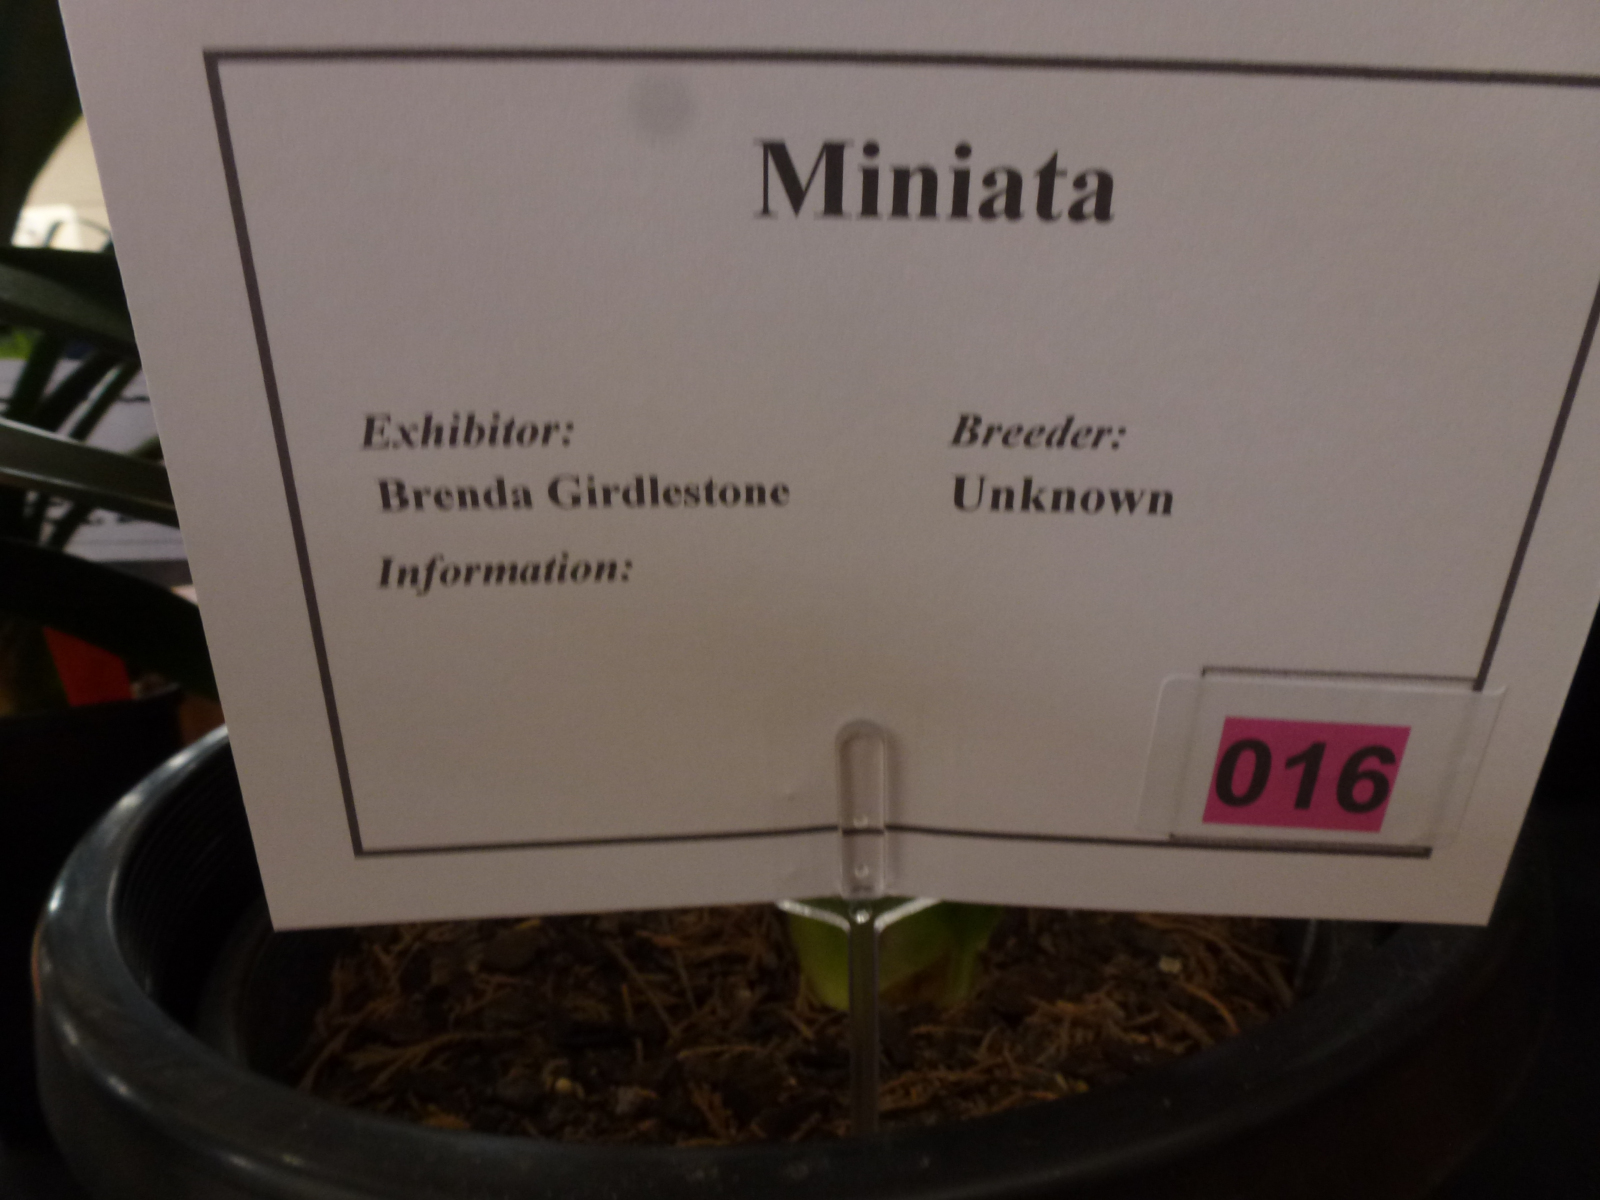 Miniata
Exhibitor:
Breeder:
Brenda Girdlestone
Unknown
Information:
016